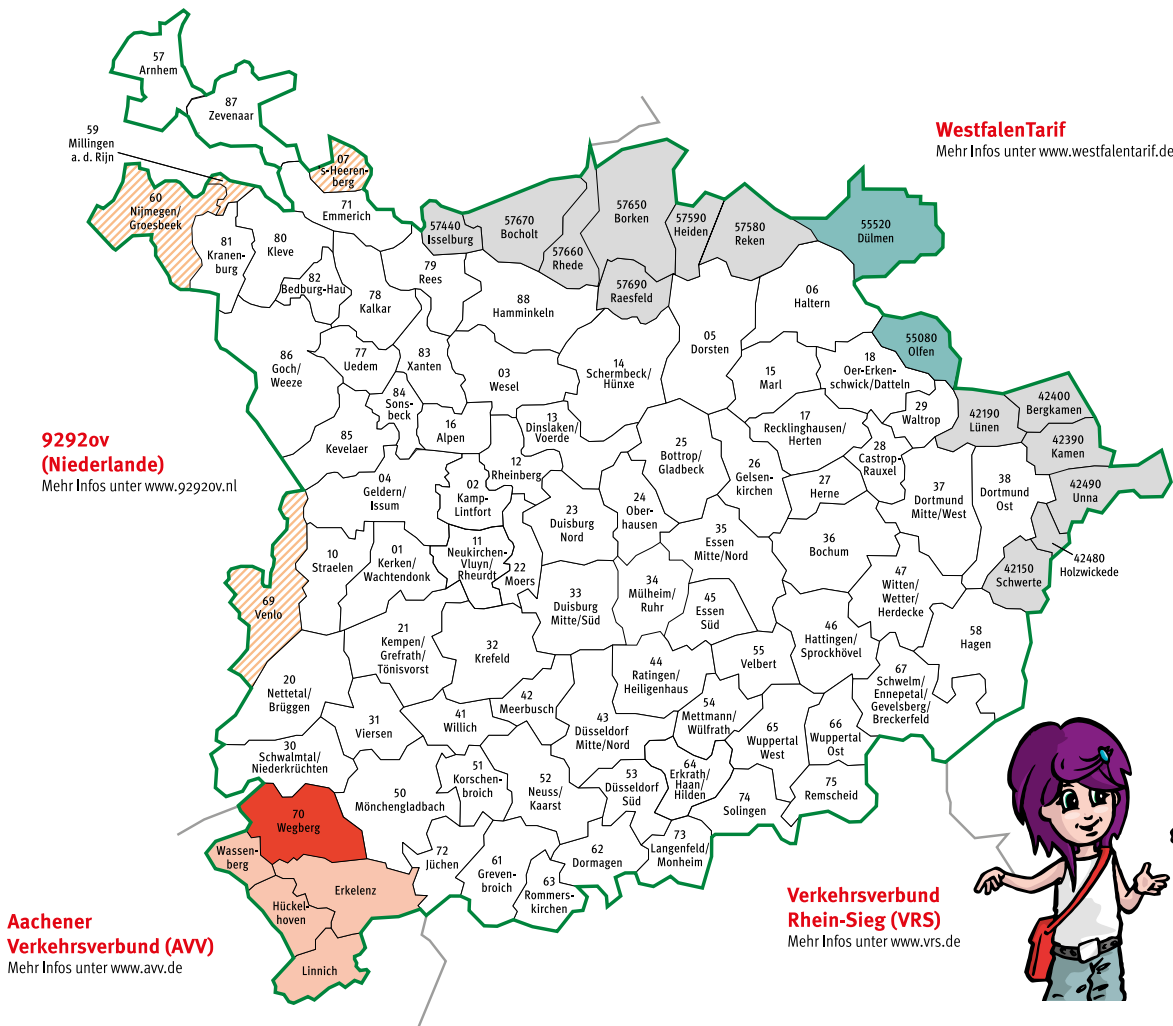 57
Arnhem
87
Zevenaar
59
Millingen
a. d. Rijn
07
's-Heeren-
berg
WestfalenTarif
Mehr Infos unter www.westfalentarif.de
60
Nijmegen/
Groesbeek
71
Emmerich
57440
Isselburg
57670
Bocholt
57660
Rhede
57650
Borken
57590
Heiden
57580
Reken
55520
Dülmen
81
Kranen-
burg
80
Kleve
82
Bedburg-Hau
78
Kalkar
79
Rees
88
Hamminkeln
57690
Raesfeld
06
Haltern
05
Dorsten
55080
Olfen
86
Goch/
Weeze
77
Uedem
83
Xanten
03
Wesel
14
Schermbeck/
Hünxe
15
Marl
18
Oer-Erken-
schwick/Datteln
84
Sons-
beck
16
Alpen
13
Dinslaken/
Voerde
17
Recklinghausen/
Herten
29
Waltrop
42190
Lünen
42400
Bergkamen
42390
Kamen
42490
Unna
9292ov
(Niederlande)
Mehr Infos unter www.9292ov.nl
85
Kevelaer
04
Geldern/
Issum
02
Kamp-
Lintfort
12
Rheinberg
25
Bottrop/
Gladbeck
26
Gelsen-
kirchen
28
Castrop-
Rauxel
27
Herne
37
Dortmund
Mitte/West
38
Dortmund
Ost
24
Ober-
hausen
23
Duisburg
Nord
35
Essen
Mitte/Nord
36
Bochum
42480
Holzwickede
42150
Schwerte
10
Straelen
01
Kerken/
Wachtendonk
11
Neukirchen-
Vluyn/
Rheurdt
22
Moers
33
Duisburg
Mitte/Süd
34
Mülheim/
Ruhr
45
Essen
Süd
47
Witten/
Wetter/
Herdecke
69
Venlo
21
Kempen/
Grefrath/
Tönisvorst
32
Krefeld
44
Ratingen/
Heiligenhaus
55
Velbert
46
Hattingen/
Sprockhövel
58
Hagen
67
Schwelm/
Ennepetal/
Gevelsberg/
Breckerfeld
20
Nettetal/
Brüggen
31
Viersen
41
Willich
42
Meerbusch
43
Düsseldorf
Mitte/Nord
54
Mettmann/
Wülfrath
65
Wuppertal
West
66
Wuppertal
Ost
30
Schwalmtal/
Niederkrüchten
50
Mönchengladbach
51
Korschen-
broich
52
Neuss/
Kaarst
53
Düsseldorf
Süd
64
Erkrath/
Haan/
Hilden
74
Solingen
75
Remscheid
70
Wegberg
Wassen-
berg
Erkelenz
Hückel-
hoven
Linnich
72
Jüchen
61
Greven-
broich
63
Rommers-
kirchen
62
Dormagen
73
Langenfeld/
Monheim
Aachener
Verkehrsverbund (AVV)
Mehr Infos unter www.avv.de
Verkehrsverbund
Rhein-Sieg (VRS)
Mehr Infos unter www.vrs.de